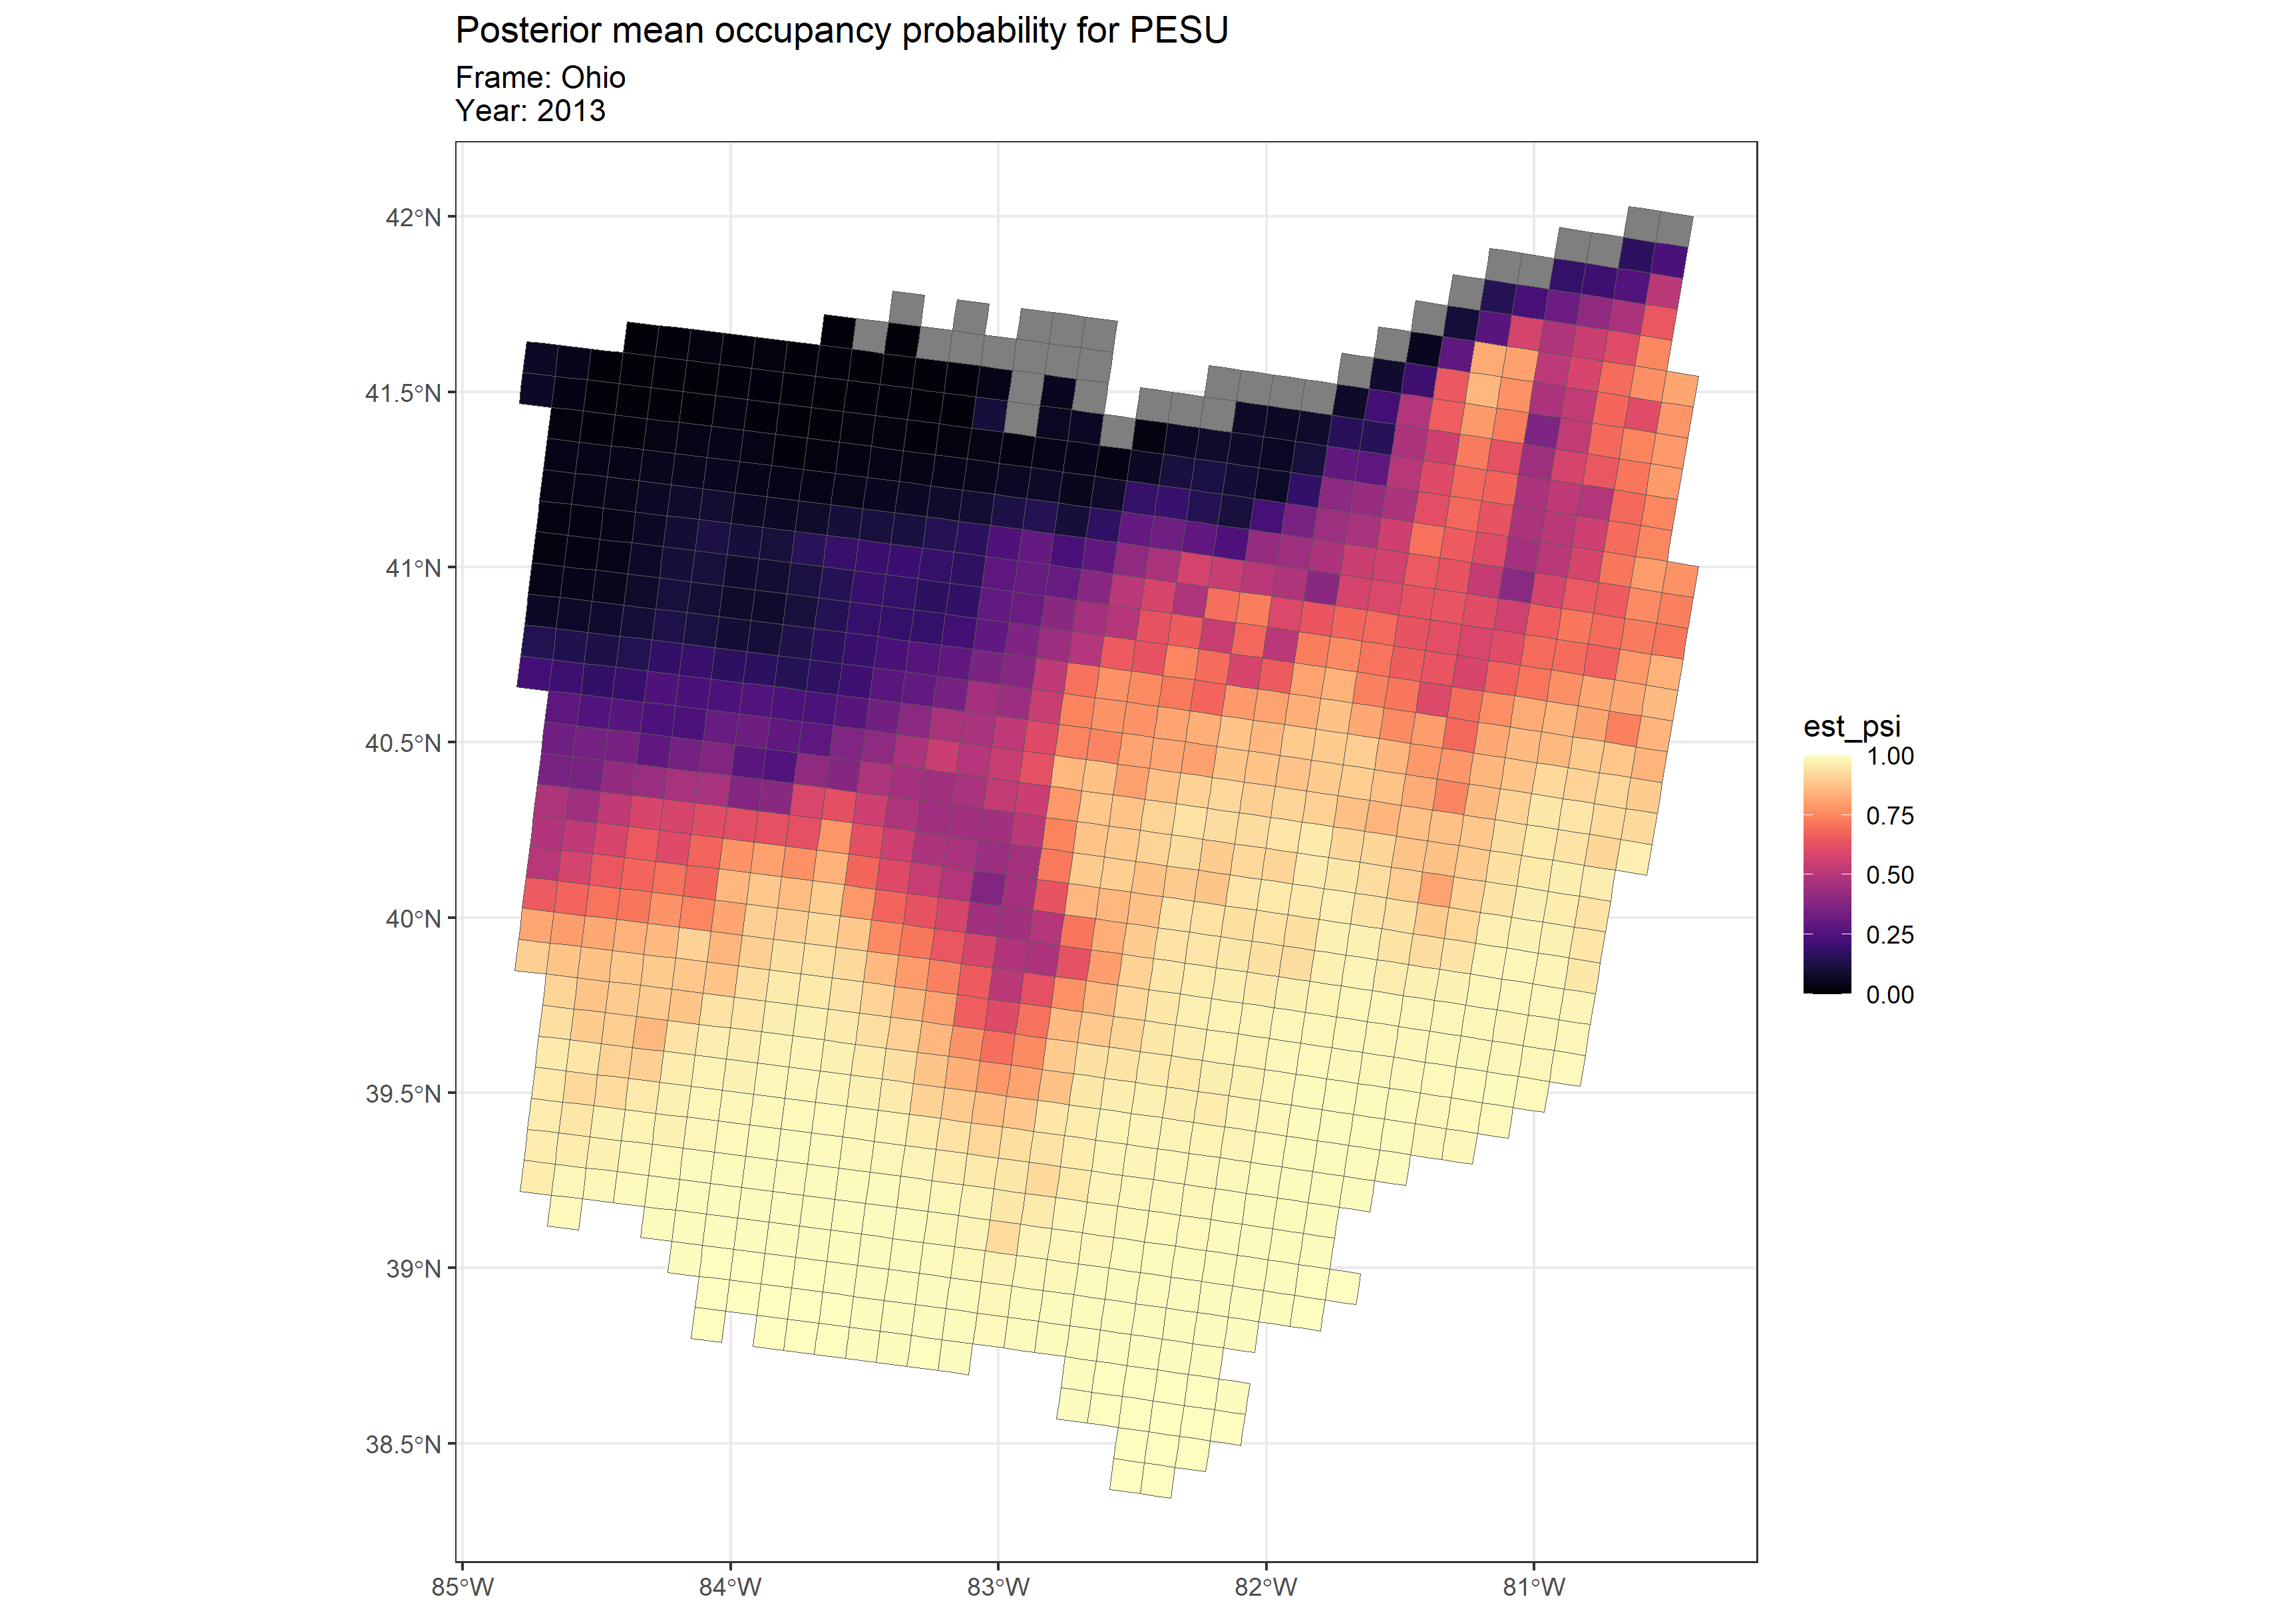 Posterior mean occupancy probability for PESU
Frame: Ohio
Year: 2013
42°N
41.5°N
41°N
40.5°N
40°N
39.5°N
39°N
38.5°N
85°W
84°W
83°W
82°W
81°W
est_psi
1.00
0.75
0.50
0.25
0.00